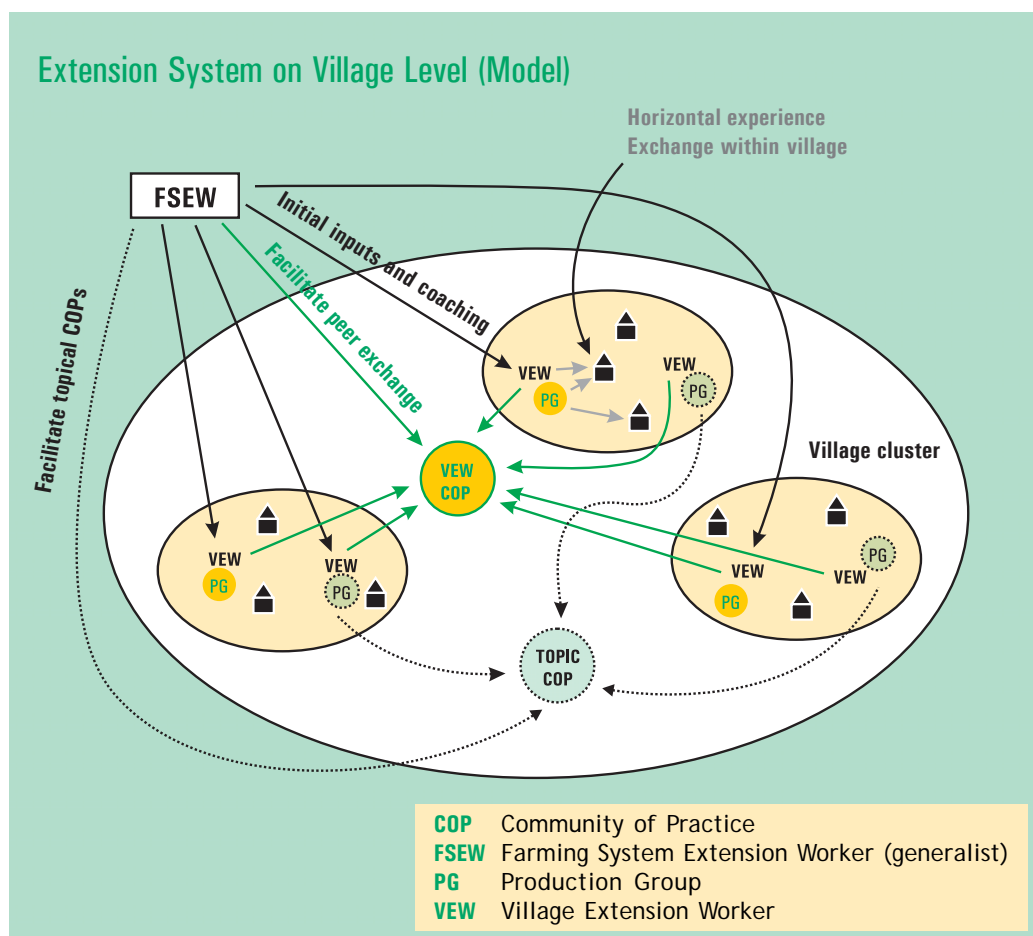 Extension System on Village Level (Model)
Horizontal experience
Exchange within village
FSEW
Initial inputs and coaching
Facilitate peer exchange
Facilitate topical COPs
VEW
PG
VEW
PG
Village cluster
VEW
COP
VEW
PG
VEW
PG
VEW
PG
VEW
PG
TOPIC
COP
COP Community of Practice
FSEW Farming System Extension Worker (generalist)
PG Production Group
VEW Village Extension Worker